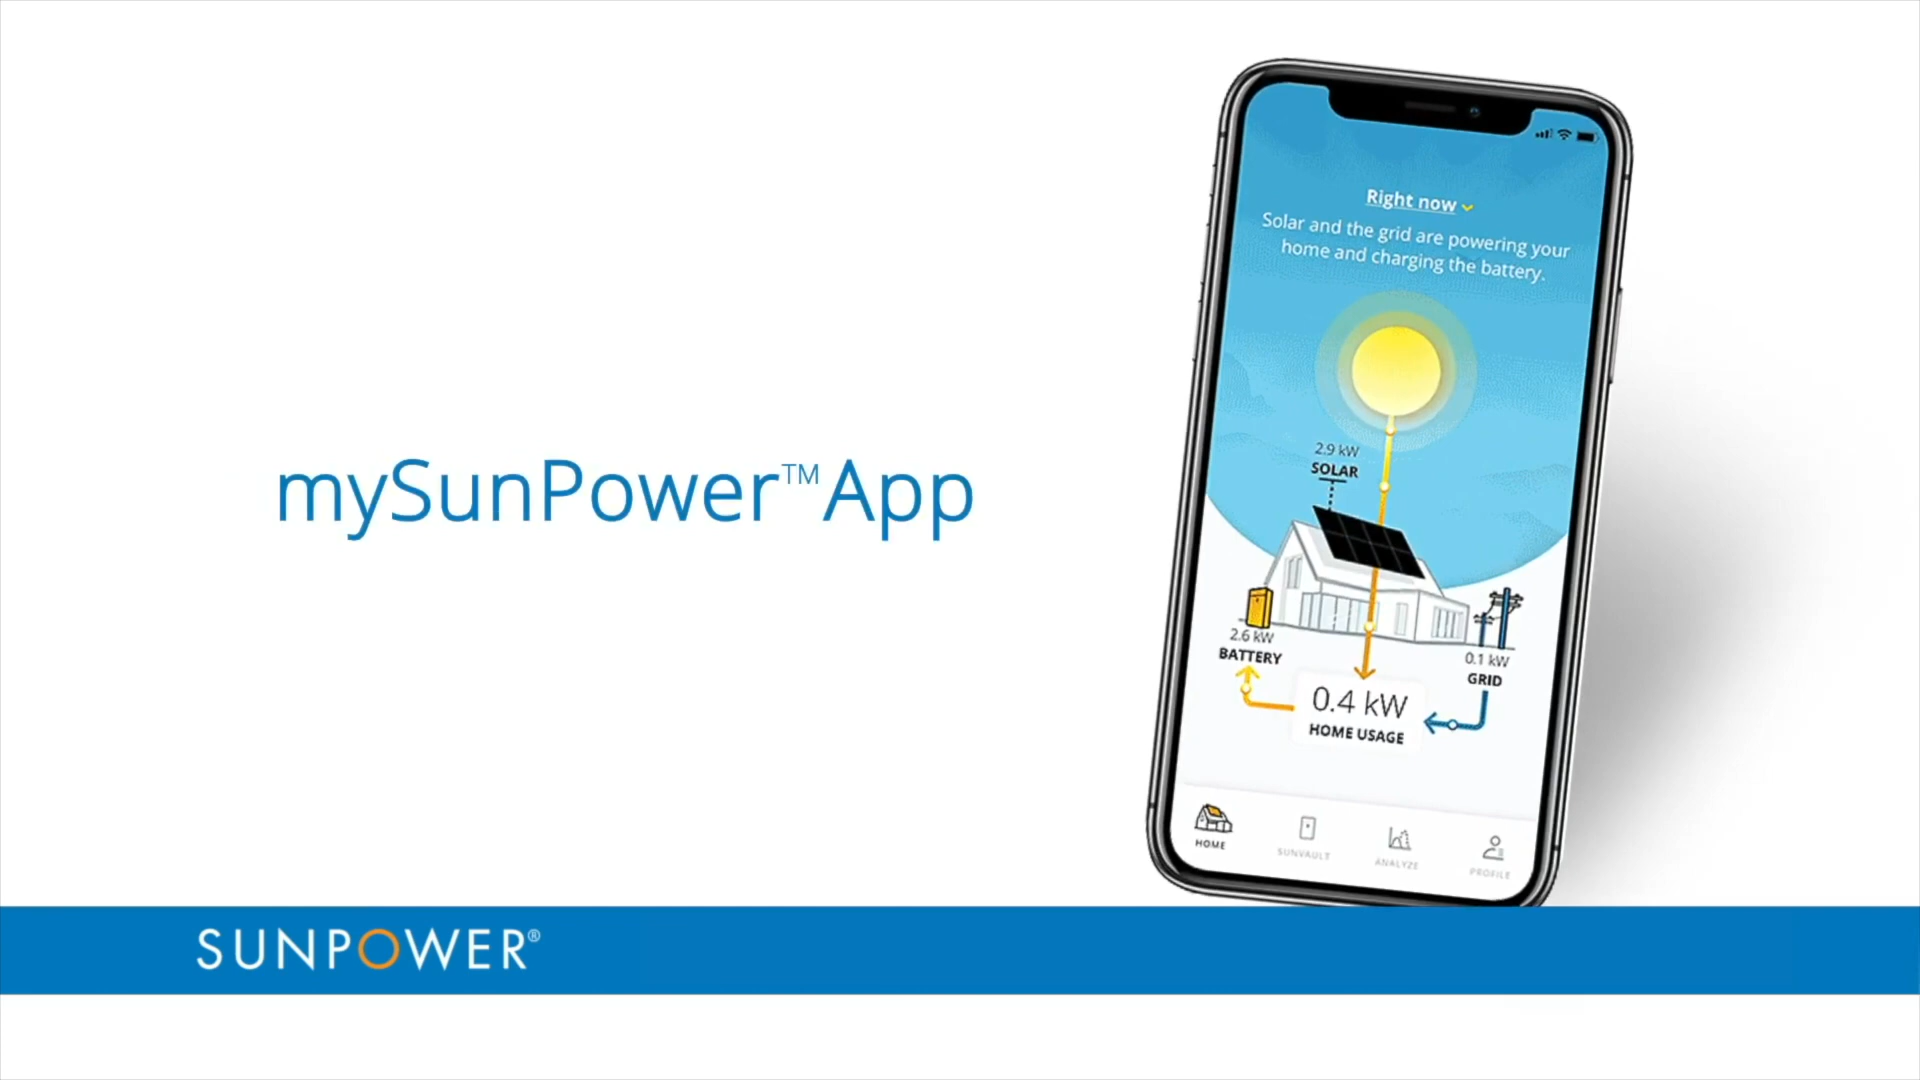 mySunPower™ App
Right now
Solar and the grid are powering your
home and charging the battery.
2.9 kW
SOLAR
2.6 kW
BATTERY
0.1 kW
GRID
0.4 kW
HOME USAGE
HOME
SUNVAULT
ANALYZE
PROFILE
SUNPOWER®